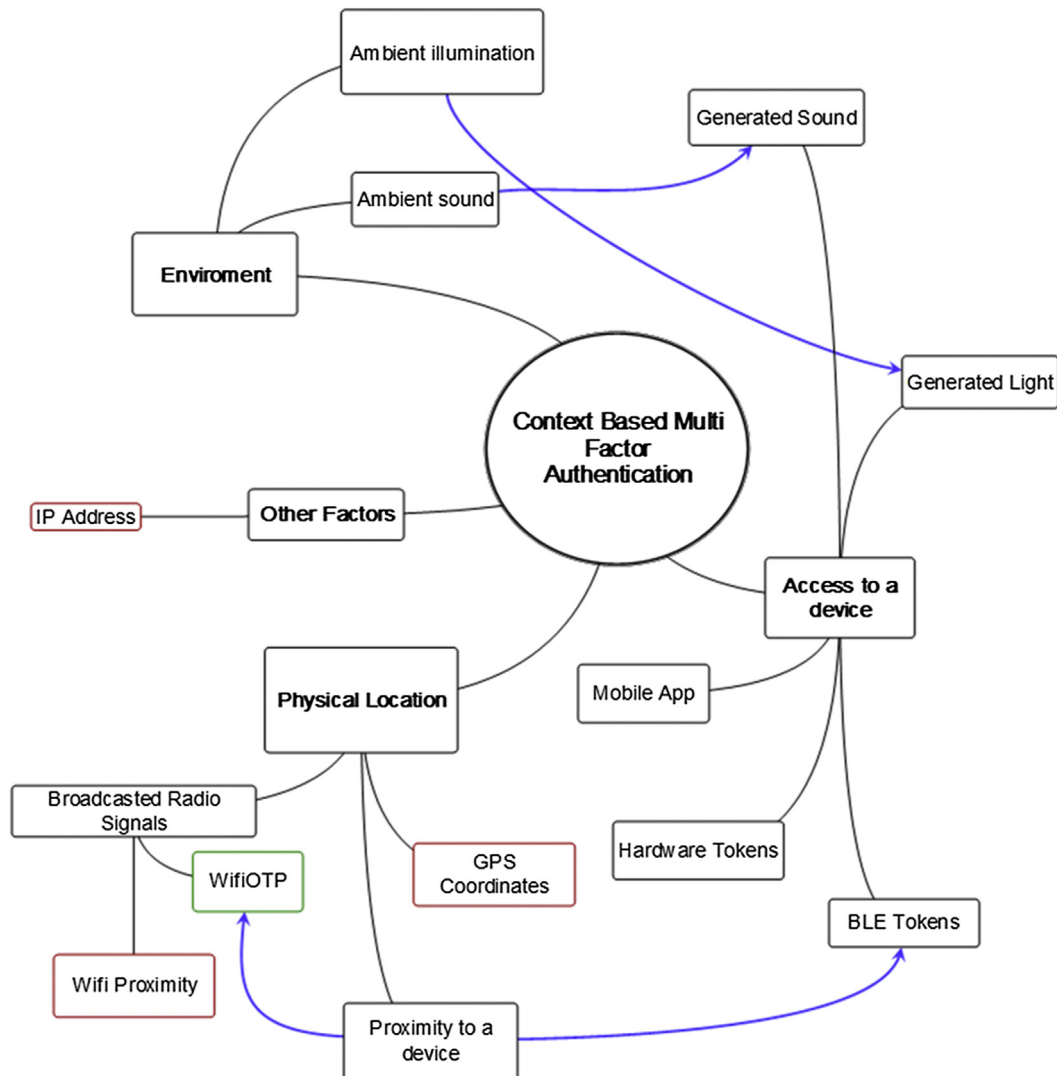 Ambient illumination
Generated Sound
Ambient sound
Enviroment
Generated Light
Context Based Multi
Factor
Authentication
IP Address
Other Factors
Access to a
device
Physical Location
Mobile App
Broadcasted Radio
Signals
Hardware Tokens
GPS
Coordinates
WifiOTP
BLE Tokens
Wifi Proximity
Proximity to a
device